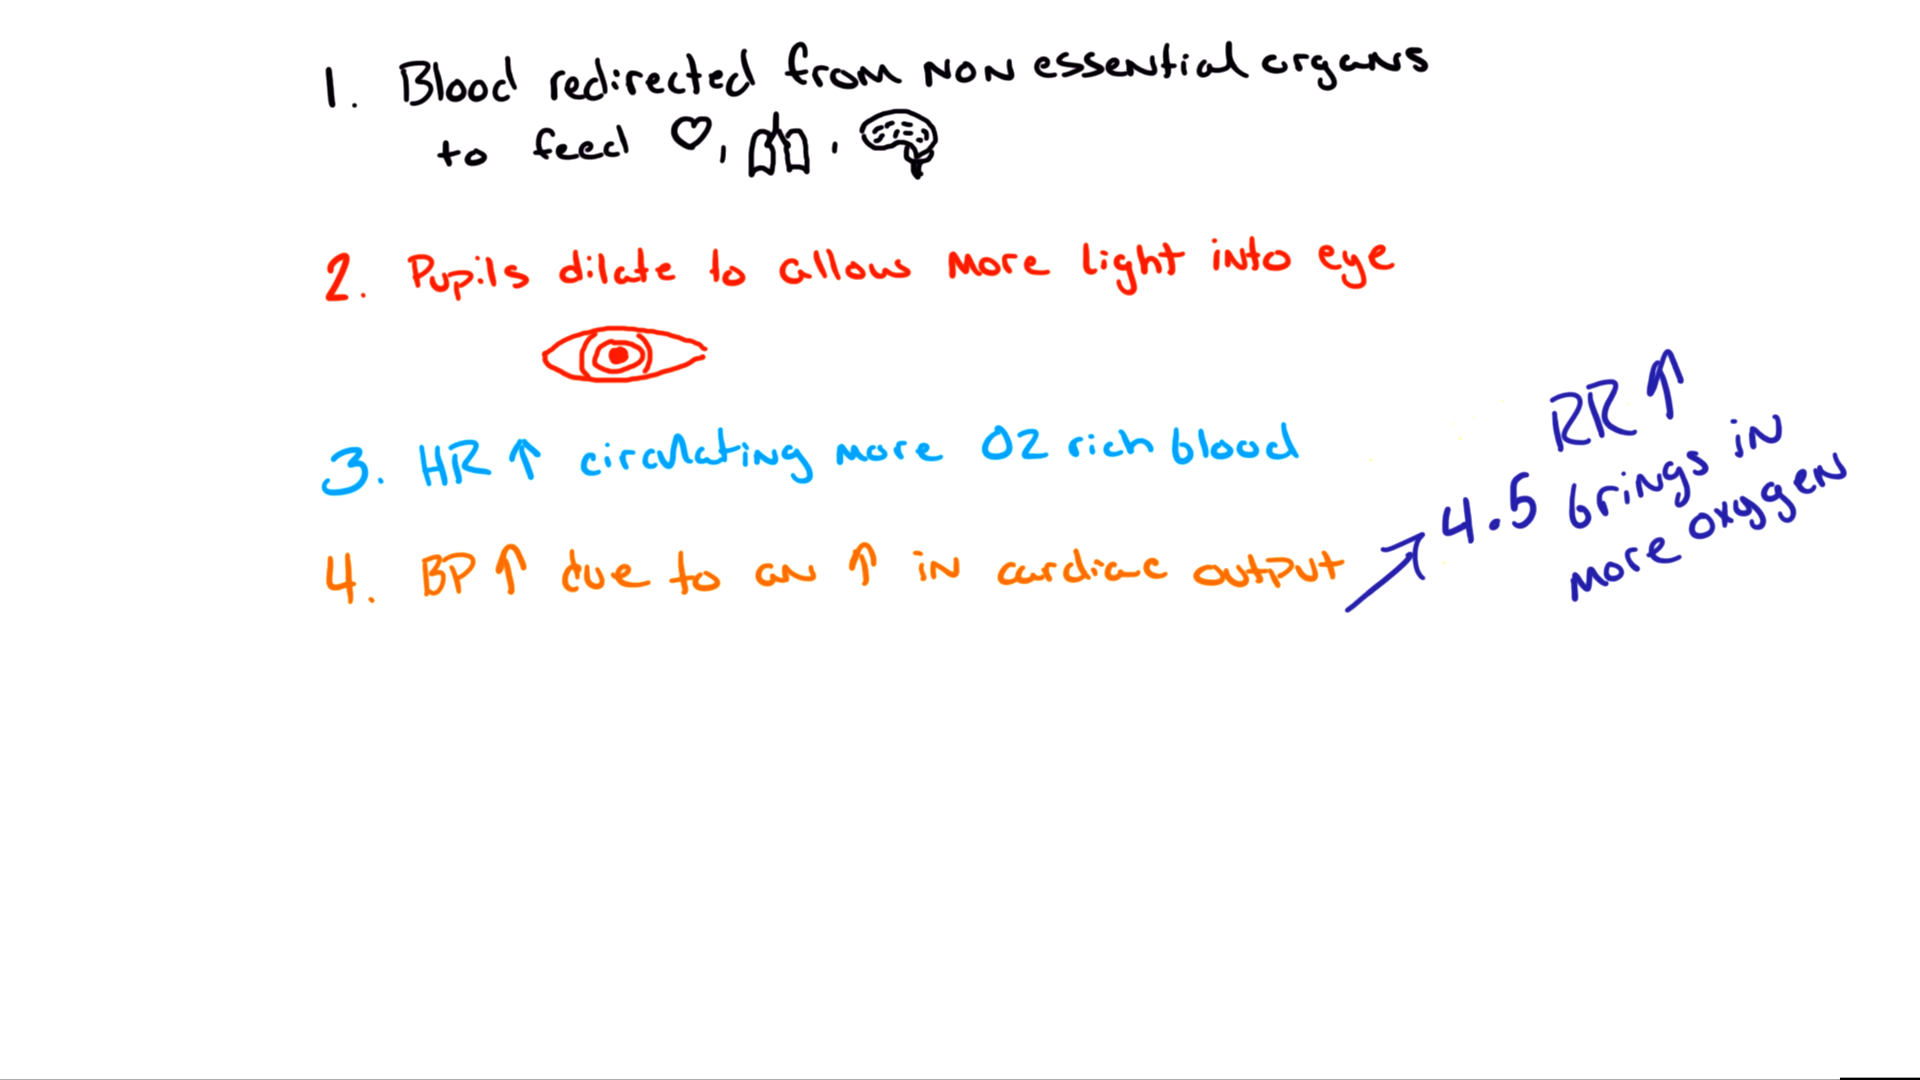 1. Blood redirected from NON essential organs
to feed , ,
2. Pupils dilate to allow more light into eye
3. HR ↑ circulating more O2 rich blood
4. BP ↑ due to an ↑ in cardiac output
RR ↑
4.5 brings in
more oxygen